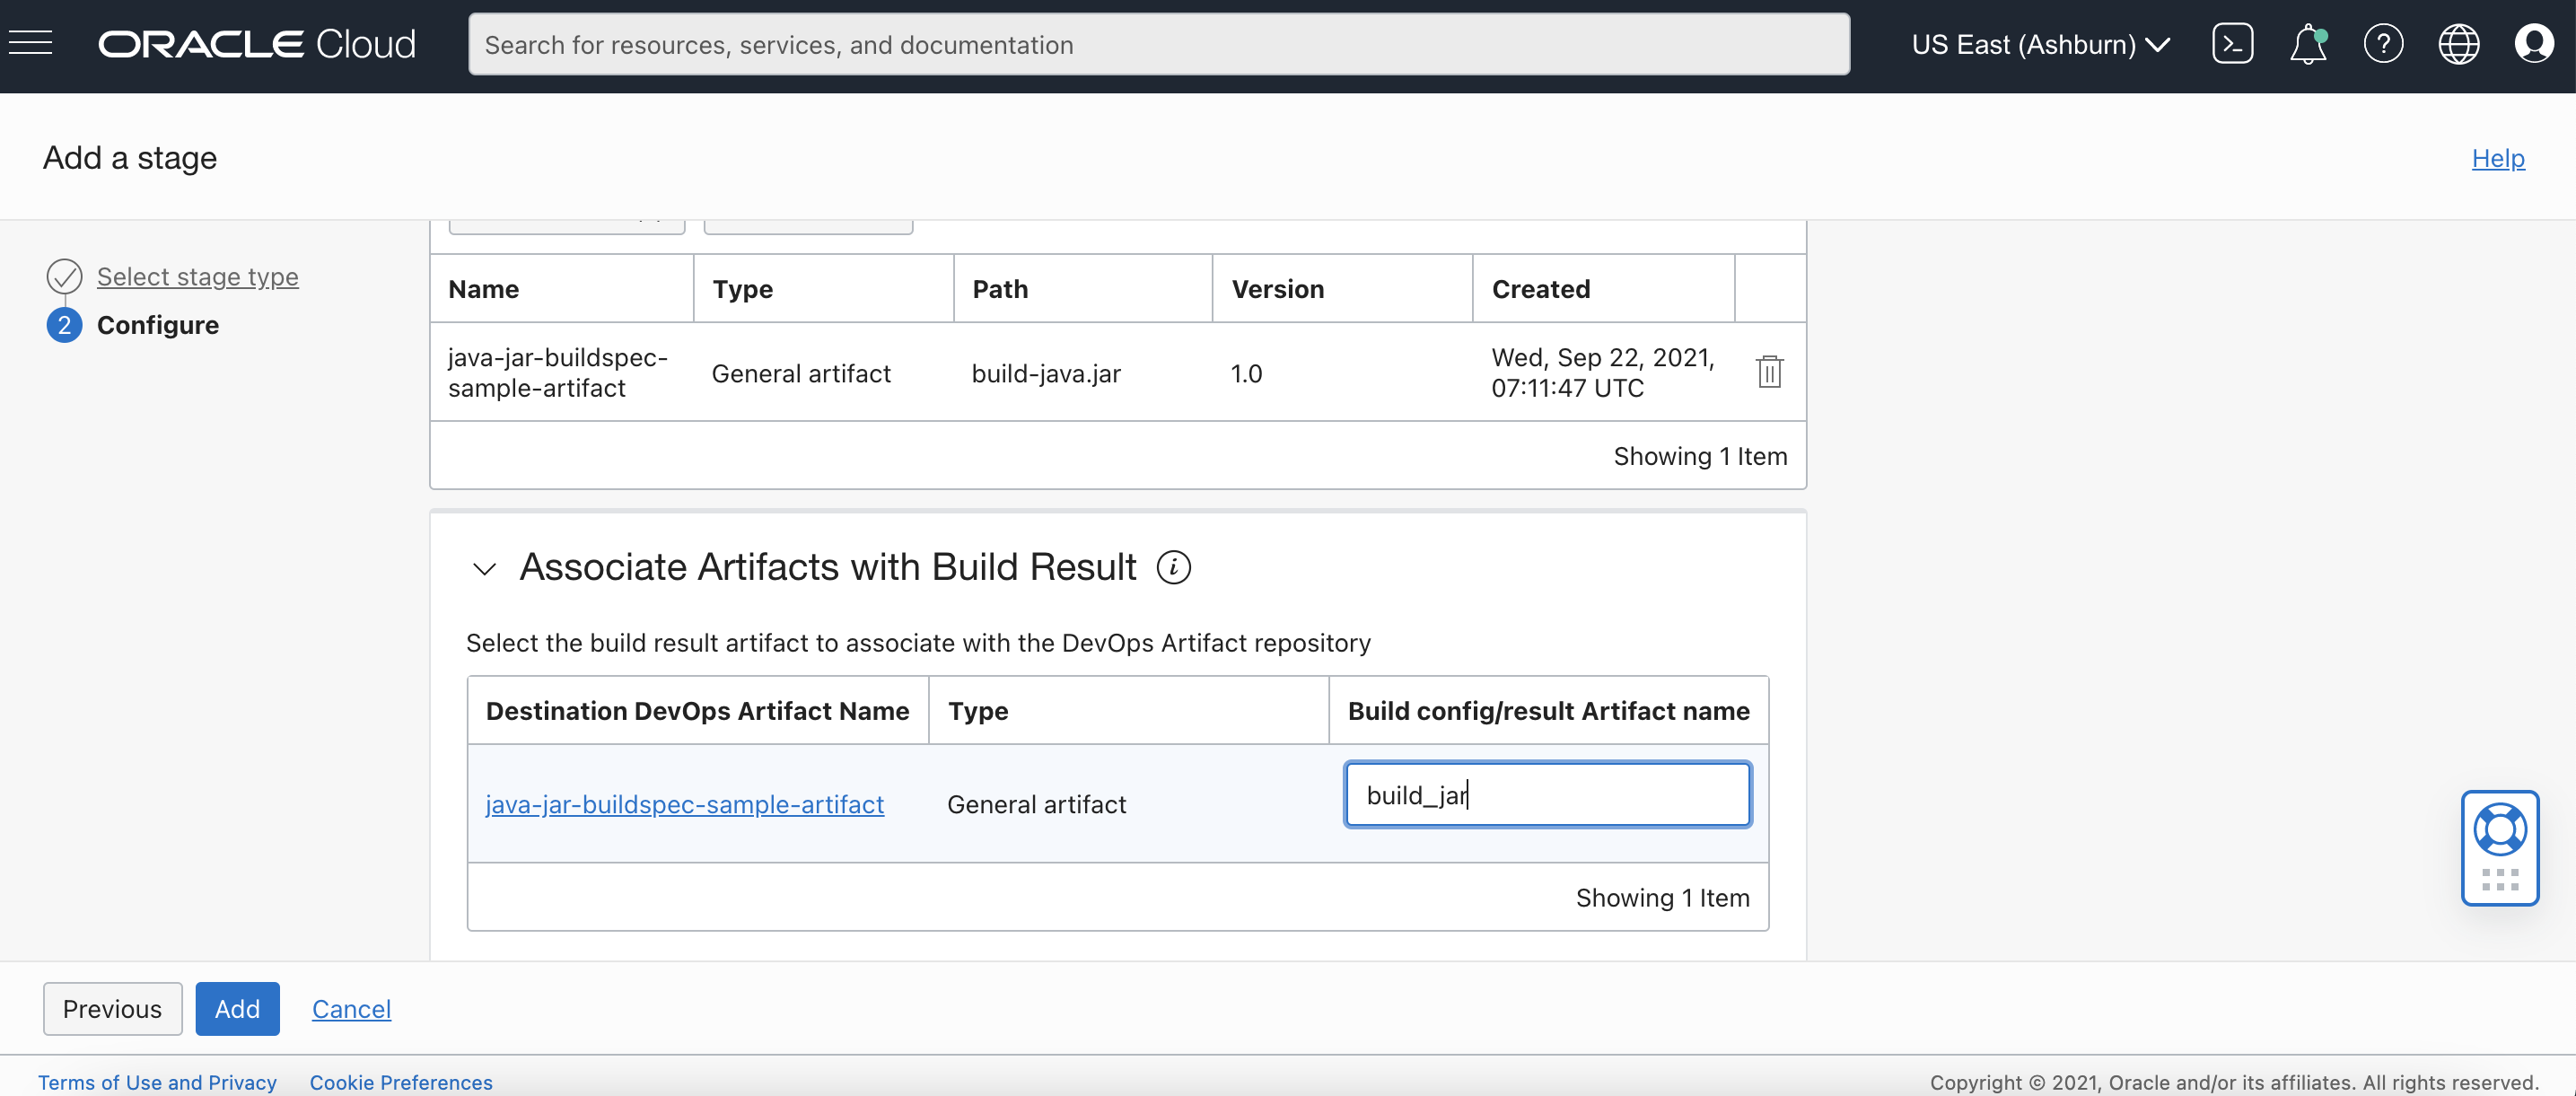 ORACLE Cloud
Search for resources, services, and documentation
US East (Ashburn)
Add a stage
Help
Select stage type
2 Configure
Name Type Path Version Created
java-jar-buildspec-sample-artifact General artifact build-java.jar 1.0 Wed, Sep 22, 2021, 07:11:47 UTC
Showing 1 Item
Associate Artifacts with Build Result i
Select the build result artifact to associate with the DevOps Artifact repository
Destination DevOps Artifact Name Type Build config/result Artifact name
java-jar-buildspec-sample-artifact General artifact build_jar
Showing 1 Item
Previous Add Cancel
Terms of Use and Privacy Cookie Preferences
Copyright © 2021, Oracle and/or its affiliates. All rights reserved.